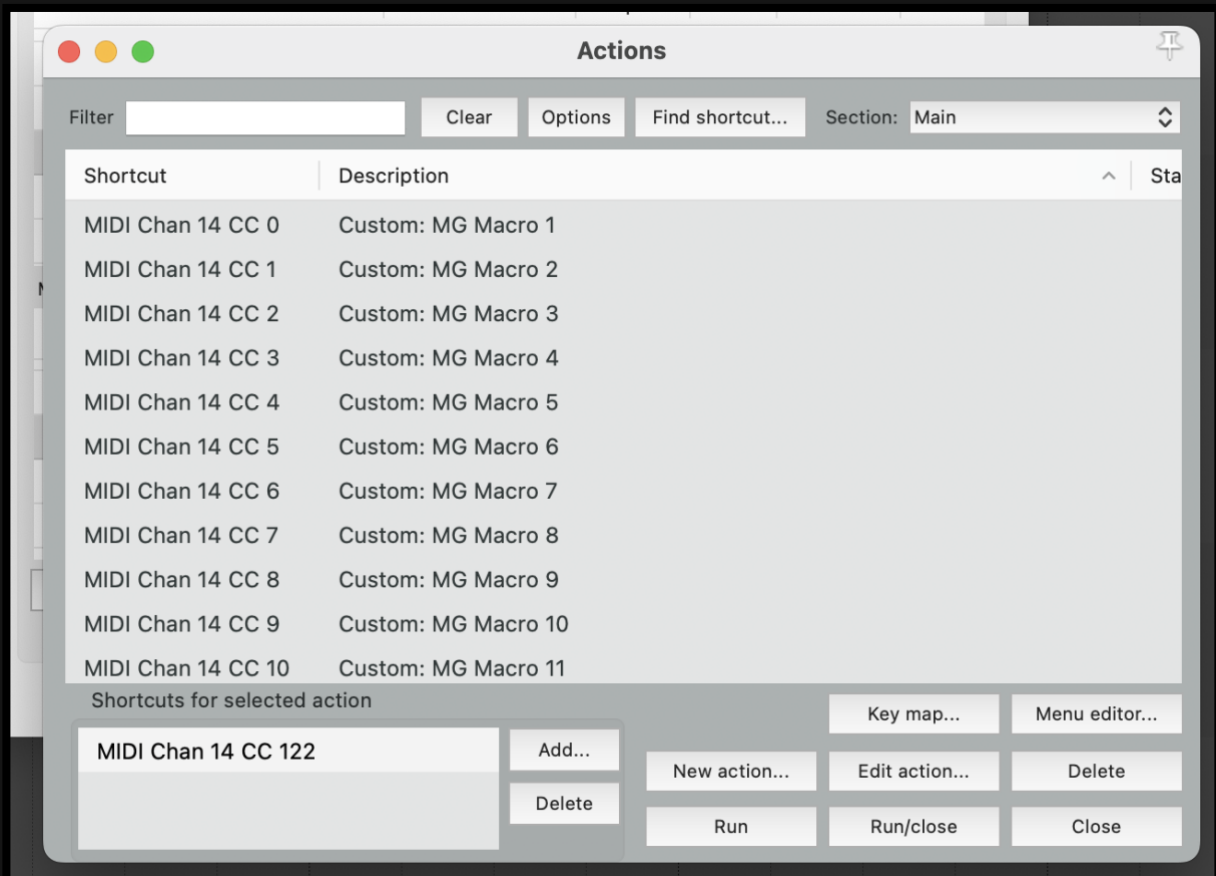 Actions
Filter Clear Options Find shortcut... Section: Main
Shortcut Description Sta
MIDI Chan 14 CC 0 Custom: MG Macro 1
MIDI Chan 14 CC 1 Custom: MG Macro 2
MIDI Chan 14 CC 2 Custom: MG Macro 3
MIDI Chan 14 CC 3 Custom: MG Macro 4
MIDI Chan 14 CC 4 Custom: MG Macro 5
MIDI Chan 14 CC 5 Custom: MG Macro 6
MIDI Chan 14 CC 6 Custom: MG Macro 7
MIDI Chan 14 CC 7 Custom: MG Macro 8
MIDI Chan 14 CC 8 Custom: MG Macro 9
MIDI Chan 14 CC 9 Custom: MG Macro 10
MIDI Chan 14 CC 10 Custom: MG Macro 11
Shortcuts for selected action
MIDI Chan 14 CC 122
Add...
Delete
Key map... Menu editor...
New action... Edit action... Delete
Run Run/close Close